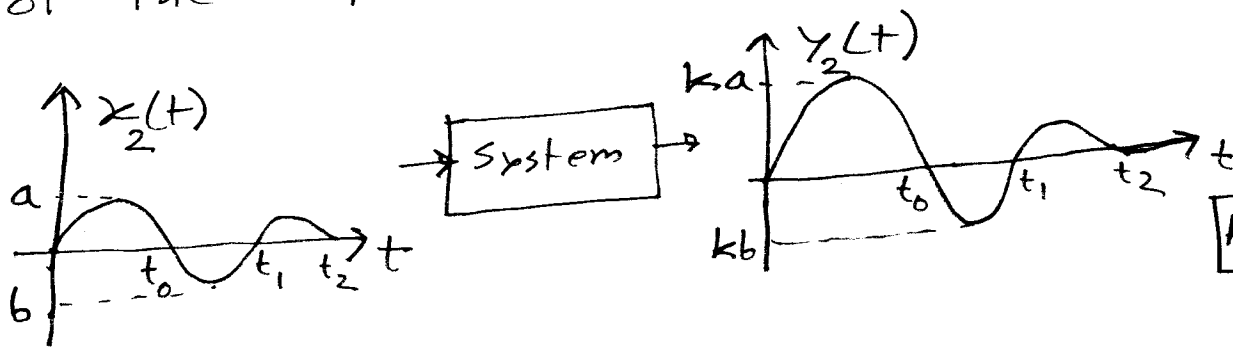 x₂(t)
a
b
t₀
t₁
t₂
t
System
y₂(t)
ka
kb
t₀
t₁
t₂
t